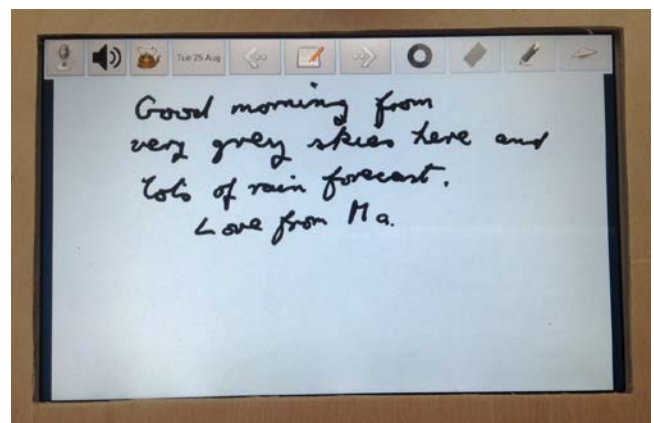 Tue 25 Aug
Good morning from
very grey skies here and
lots of rain forecast.
Love from Ma.